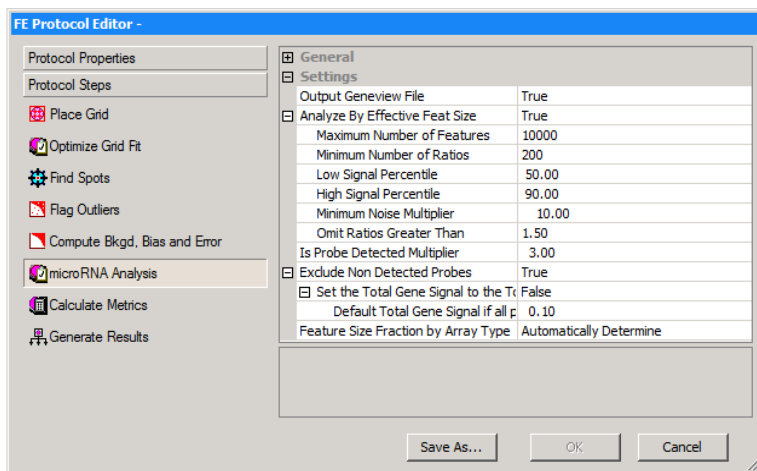 FE Protocol Editor -
Protocol Properties
Protocol Steps
Place Grid
Optimize Grid Fit
Find Spots
Flag Outliers
Compute Bkgd, Bias and Error
microRNA Analysis
Calculate Metrics
Generate Results
General
Settings
Output Geneview File True
Analyze By Effective Feat Size True
Maximum Number of Features 10000
Minimum Number of Ratios 200
Low Signal Percentile 50.00
High Signal Percentile 90.00
Minimum Noise Multiplier 10.00
Omit Ratios Greater Than 1.50
Is Probe Detected Multiplier 3.00
Exclude Non Detected Probes True
Set the Total Gene Signal to the To False
Default Total Gene Signal if all p 0.10
Feature Size Fraction by Array Type Automatically Determine
Save As... OK Cancel